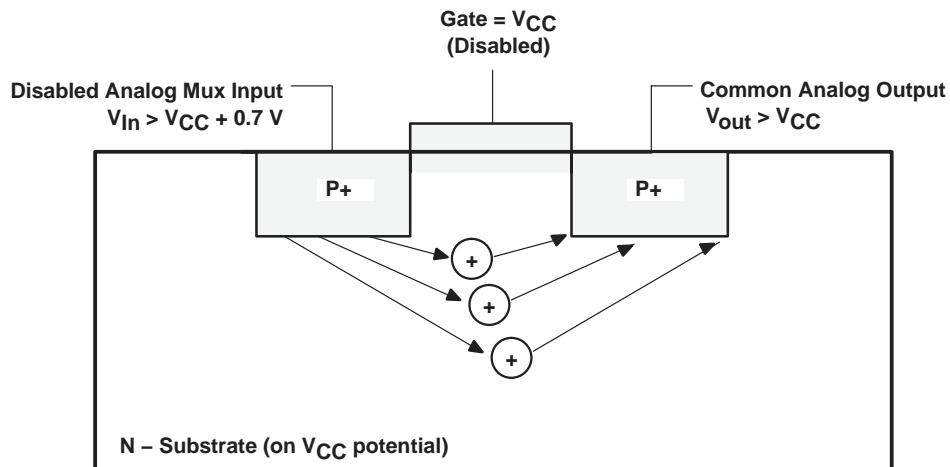 Gate = VCC
(Disabled)
Disabled Analog Mux Input
VIn > VCC + 0.7 V
Common Analog Output
Vout > VCC
P+
P+
+
+
+
N – Substrate (on VCC potential)